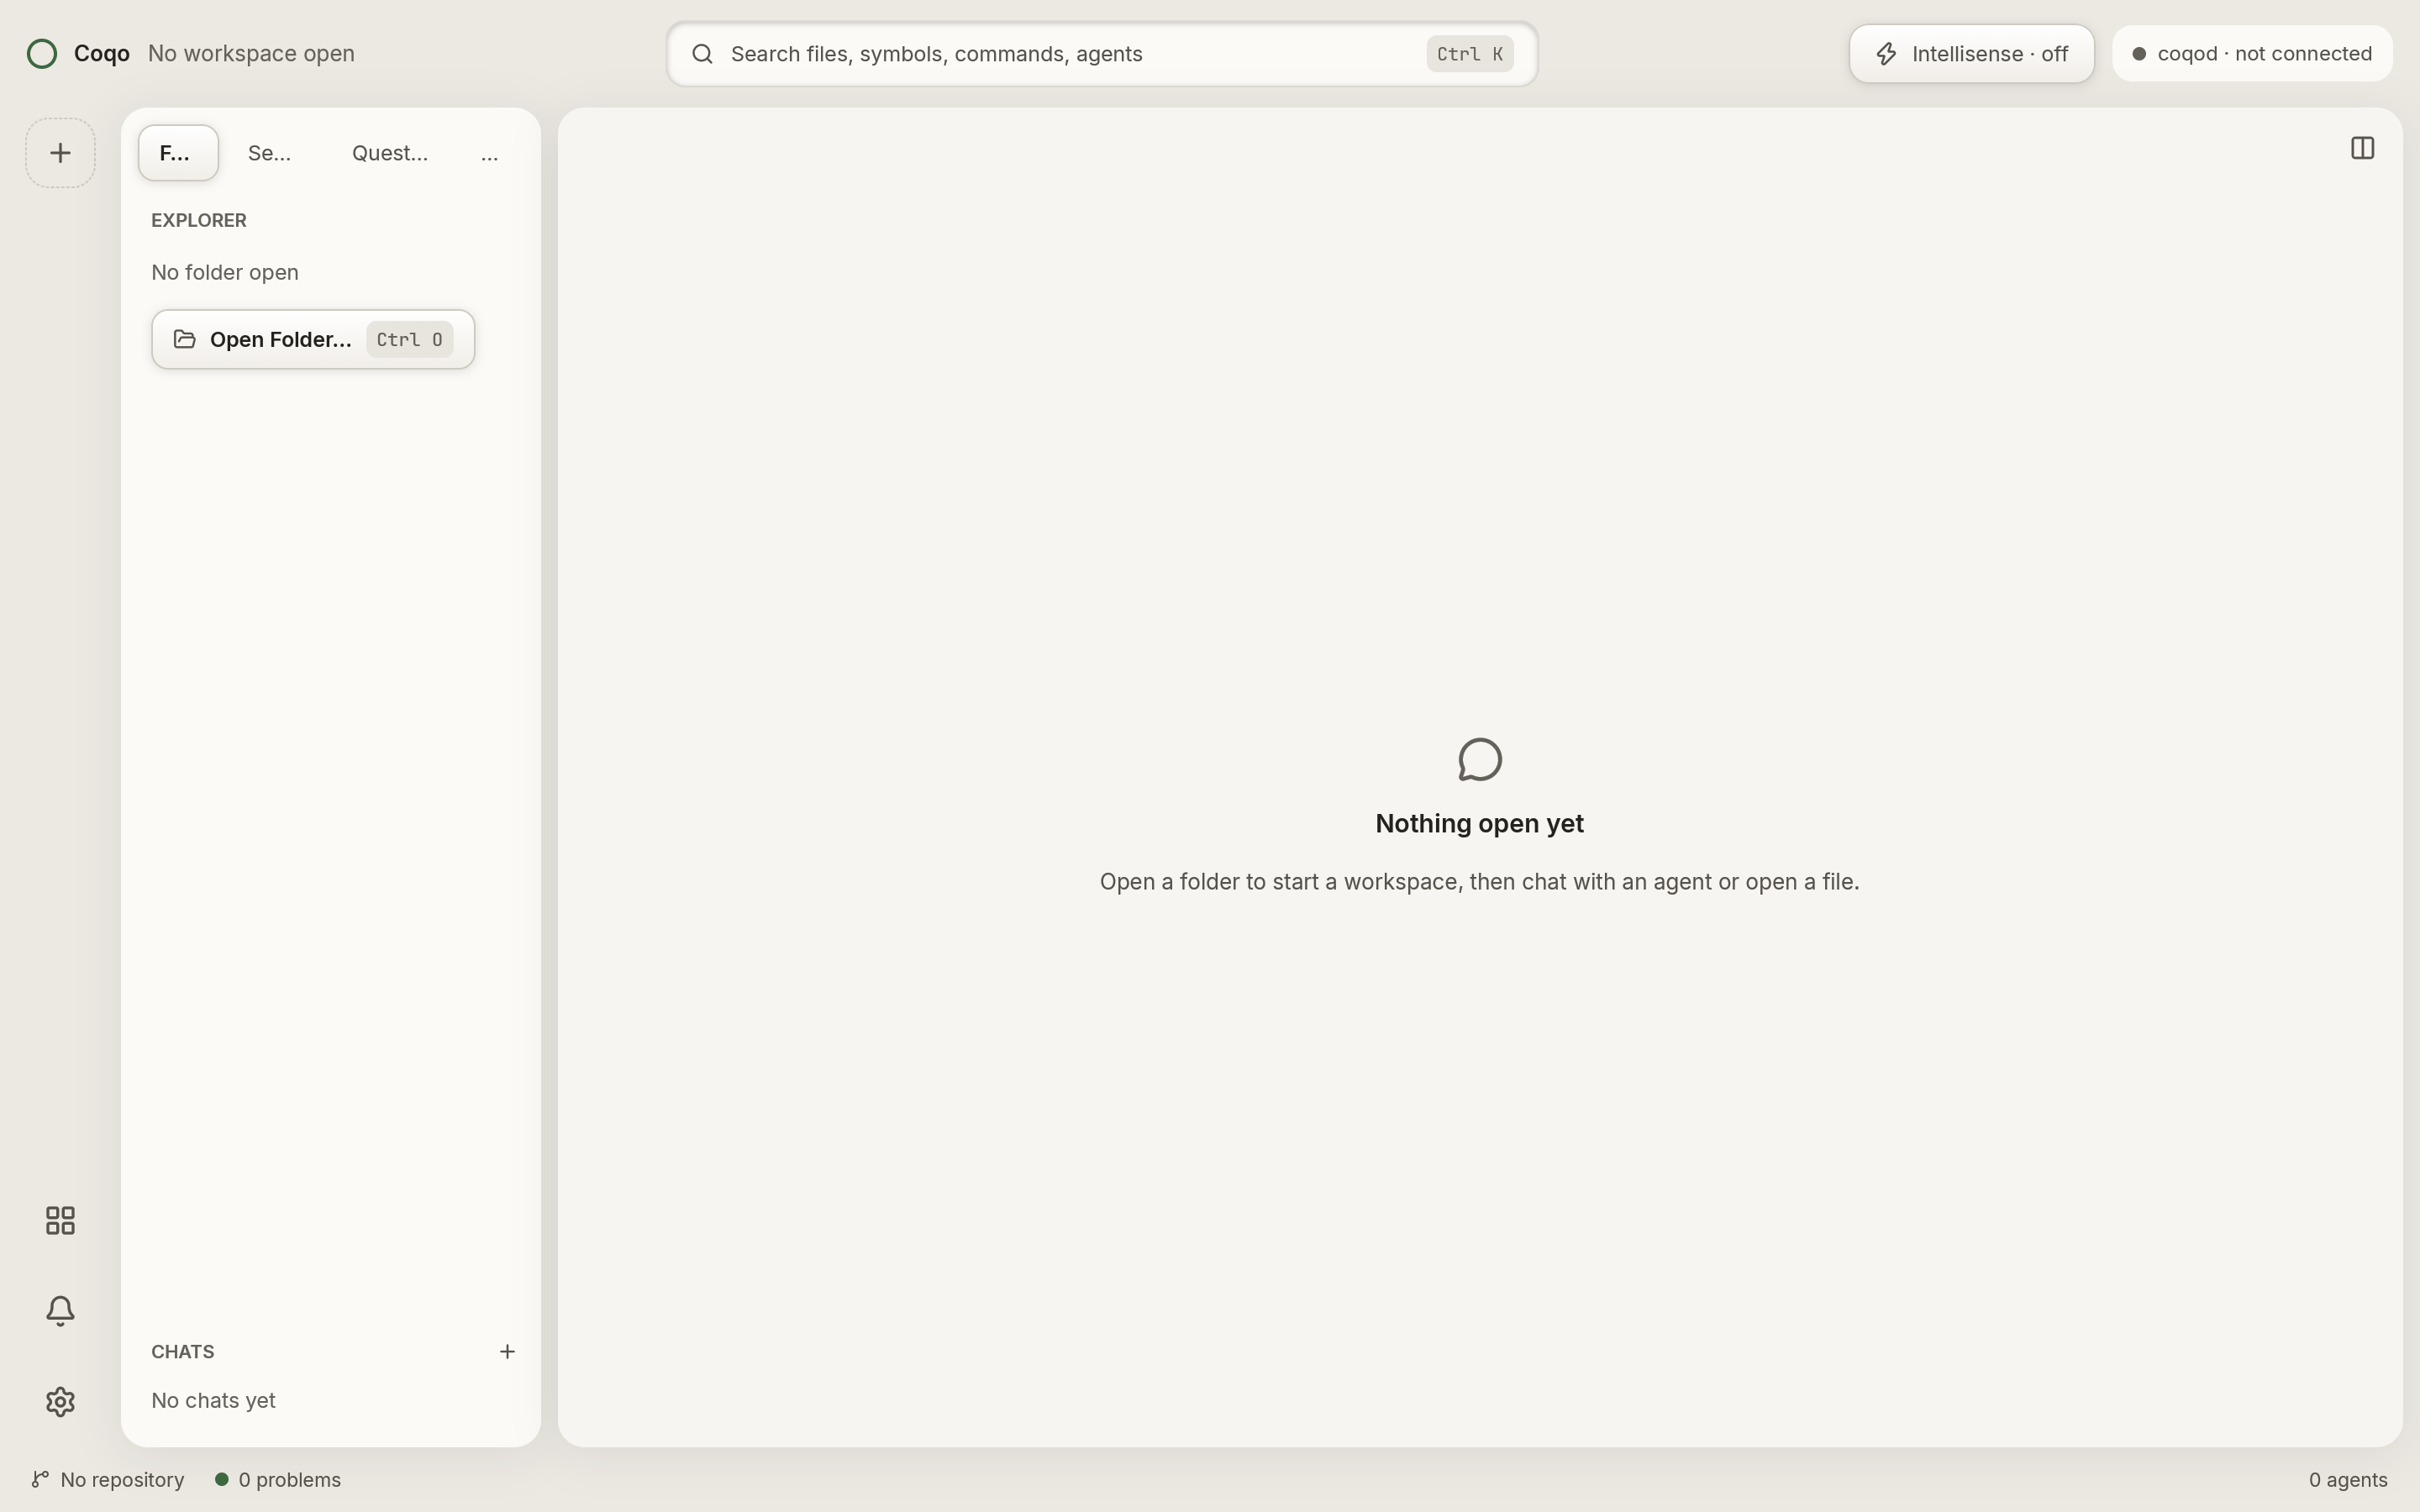 Coqo No workspace open
Search files, symbols, commands, agents Ctrl K
Intellisense · off
coqod · not connected
F... Se... Quest... ...
EXPLORER
No folder open
Open Folder... Ctrl O
Nothing open yet
Open a folder to start a workspace, then chat with an agent or open a file.
CHATS
No chats yet
No repository 0 problems
0 agents